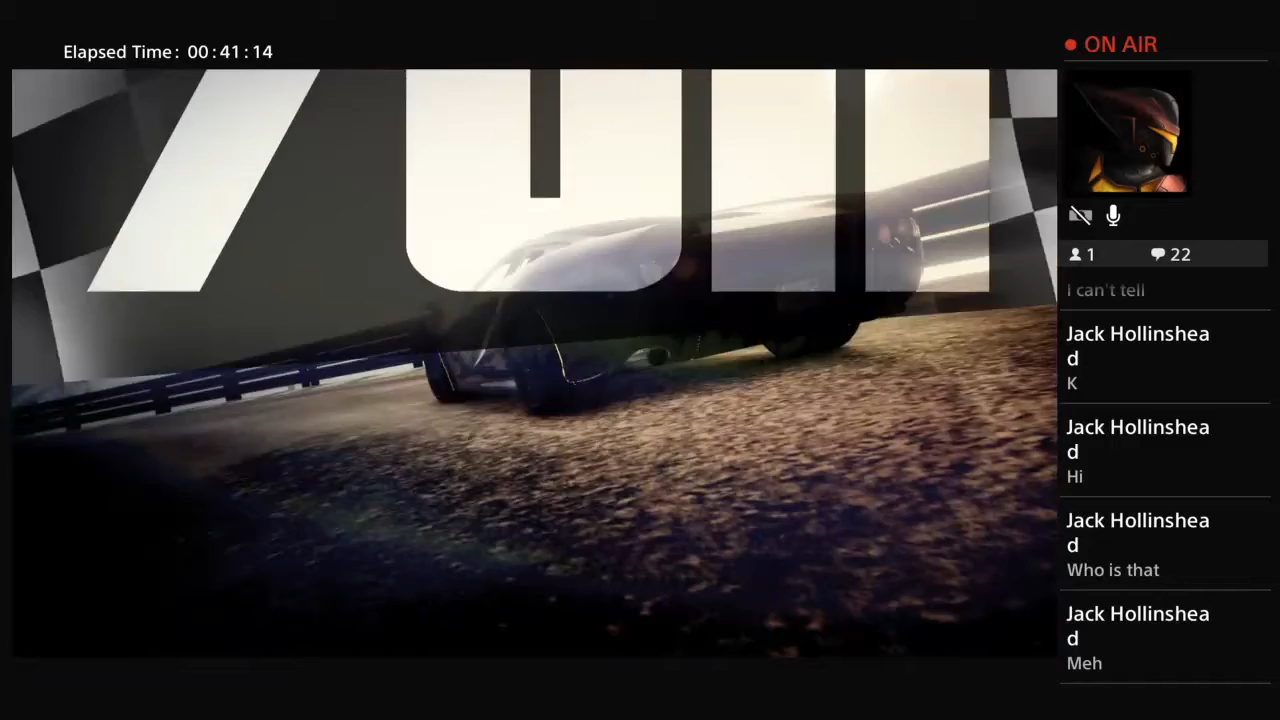 Elapsed Time: 00:41:14
ON AIR
1
22
I can't tell
Jack Hollinshea
d
K
Jack Hollinshea
d
Hi
Jack Hollinshea
d
Who is that
Jack Hollinshea
d
Meh